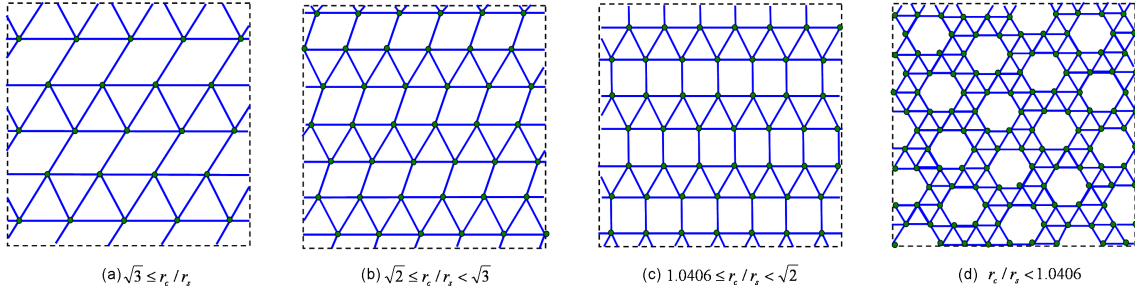 (a) √3 ≤ r_c / r_s
(b) √2 ≤ r_c / r_s < √3
(c) 1.0406 ≤ r_c / r_s < √2
(d) r_c / r_s < 1.0406